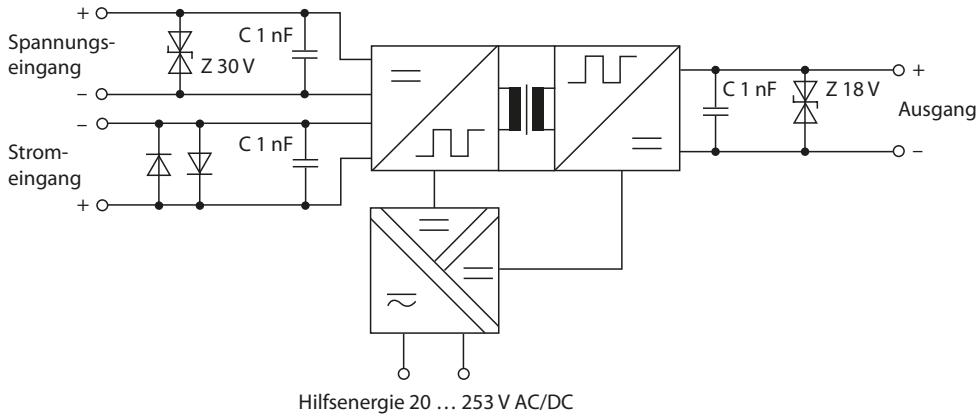 +
Spannungs-
eingang
C 1 nF
Z 30 V
–
–
Strom-
eingang
C 1 nF
+
+
C 1 nF
Z 18 V
Ausgang
–
Hilfsenergie 20 … 253 V AC/DC